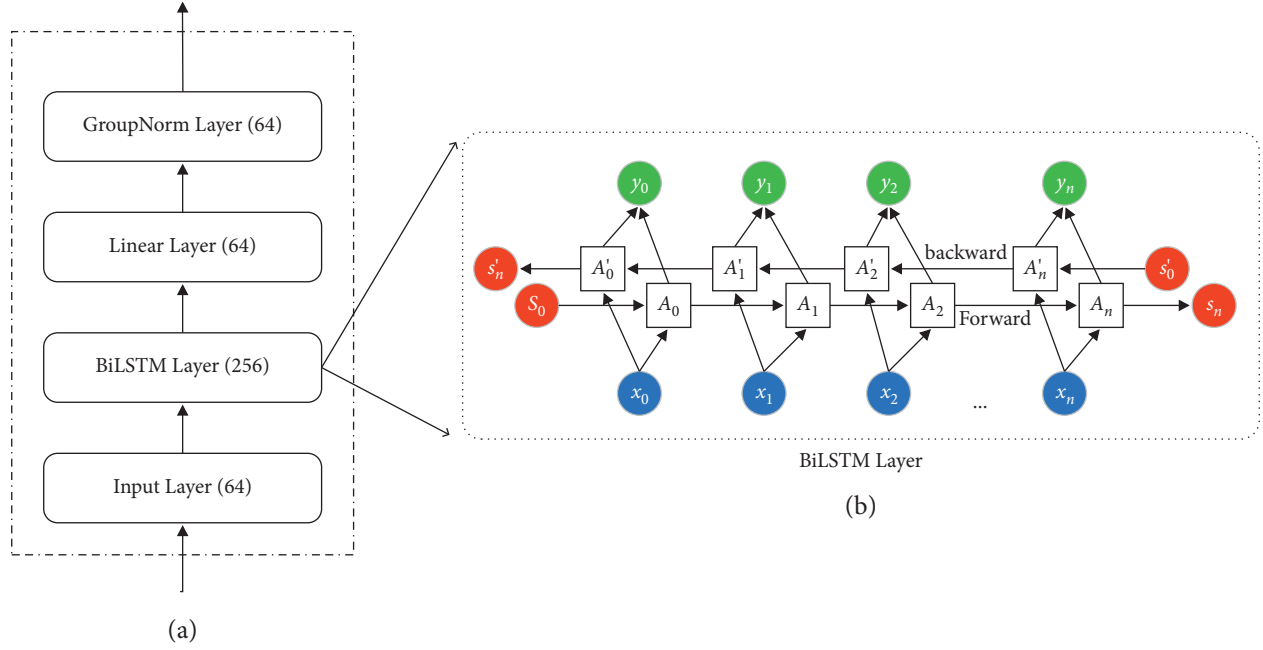 GroupNorm Layer (64)
Linear Layer (64)
BiLSTM Layer (256)
Input Layer (64)
(a)
y₀ y₁ y₂ yₙ
s'ₙ A'₀ A'₁ A'₂ backward A'ₙ s'₀
S₀ A₀ A₁ A₂ Forward Aₙ sₙ
x₀ x₁ x₂ ... xₙ
BiLSTM Layer
(b)